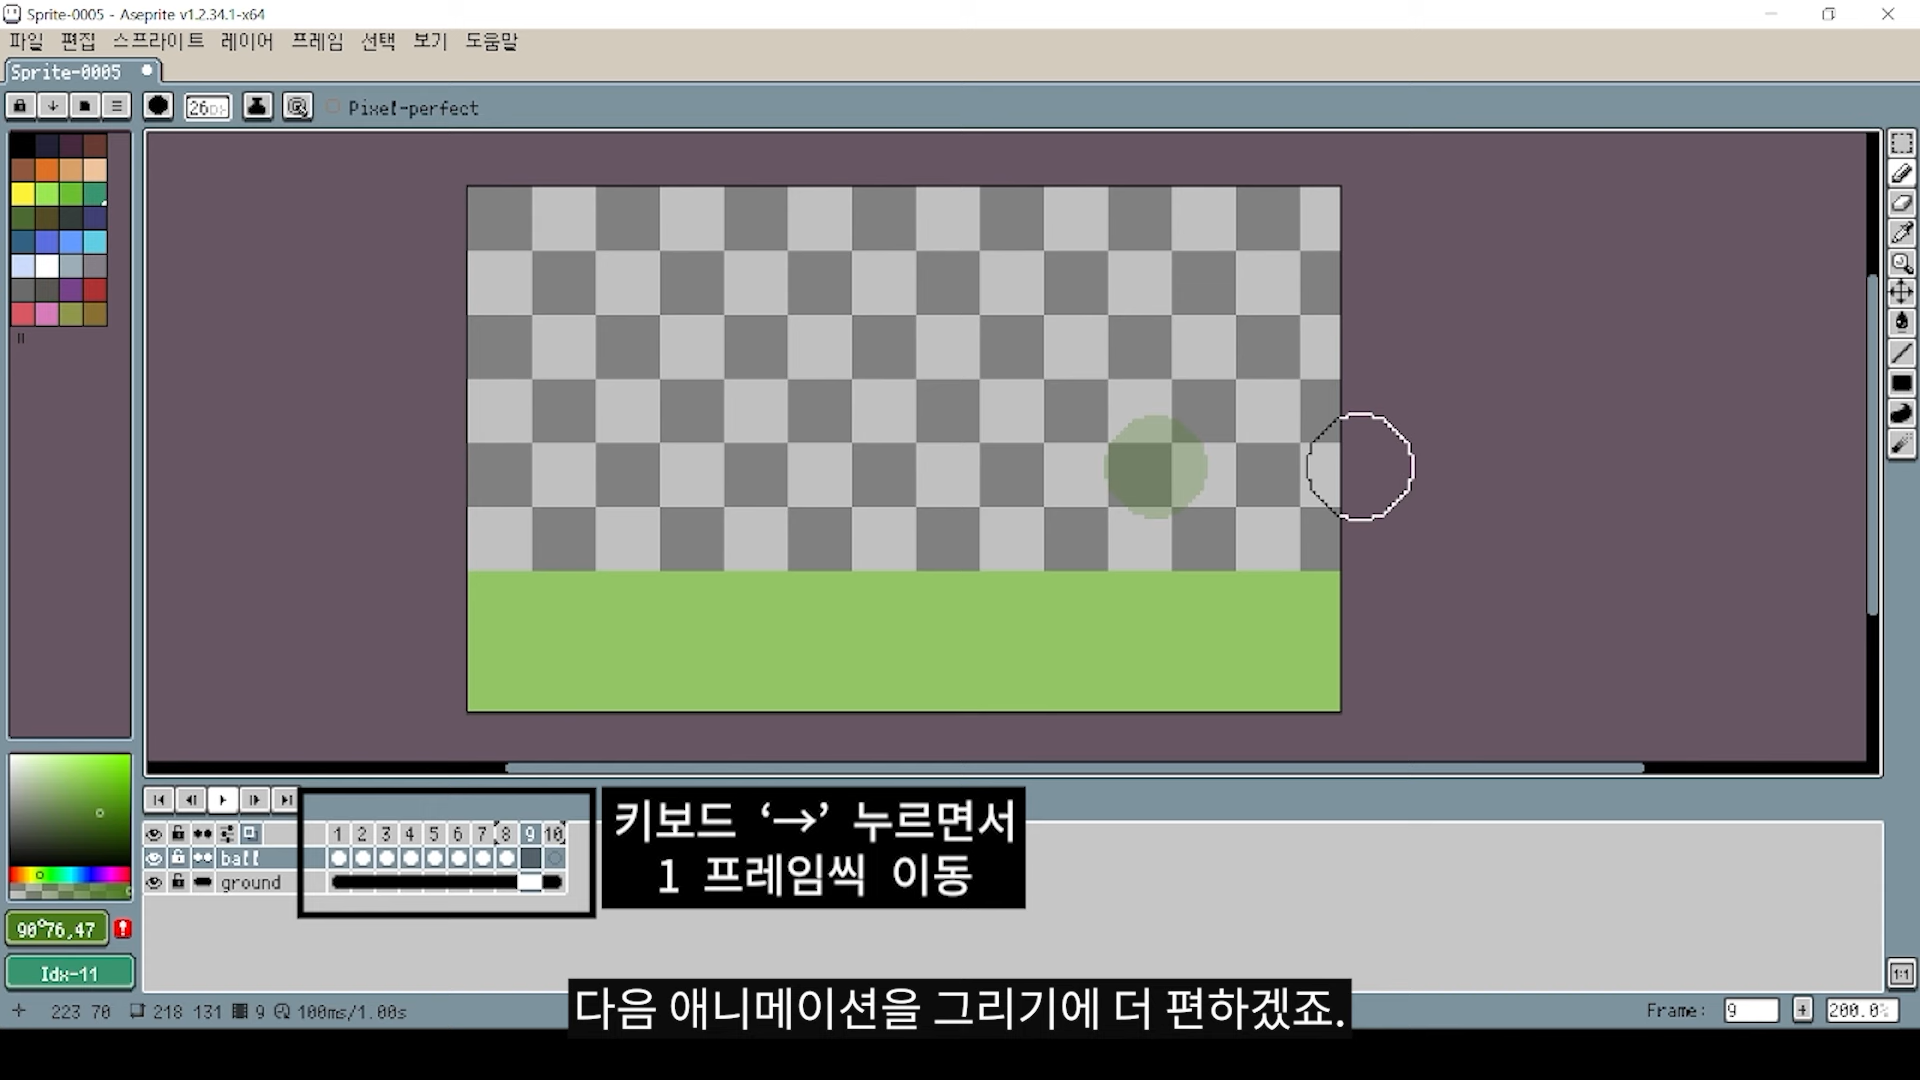 Sprite-0005 - Aseprite v1.2.34.1-x64
파일 편집 스프라이트 레이어 프레임 선택 보기 도움말
Sprite-0005
26px Pixel-perfect
1 2 3 4 5 6 7 8 9 10
ball
ground
키보드 ‘→’ 누르면서
1 프레임씩 이동
90°76,47
Idx-11
다음 애니메이션을 그리기에 더 편하겠죠.
223 70 218 131 9 100ms/1.00s
Frame: 9 200.0%
1:1